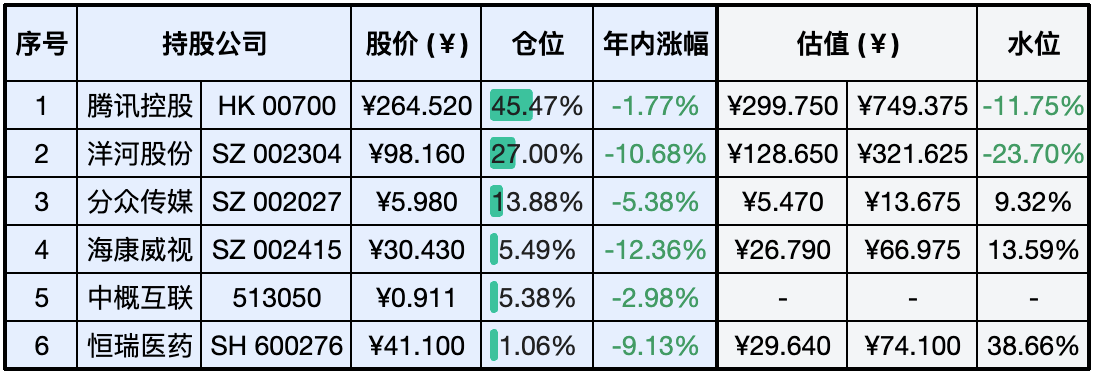 序号 持股公司 股价 (¥) 仓位 年内涨幅 估值 (¥) 水位
1 腾讯控股 HK 00700 ¥264.520 45.47% -1.77% ¥299.750 ¥749.375 -11.75%
2 洋河股份 SZ 002304 ¥98.160 27.00% -10.68% ¥128.650 ¥321.625 -23.70%
3 分众传媒 SZ 002027 ¥5.980 13.88% -5.38% ¥5.470 ¥13.675 9.32%
4 海康威视 SZ 002415 ¥30.430 5.49% -12.36% ¥26.790 ¥66.975 13.59%
5 中概互联 513050 ¥0.911 5.38% -2.98% - - -
6 恒瑞医药 SH 600276 ¥41.100 1.06% -9.13% ¥29.640 ¥74.100 38.66%